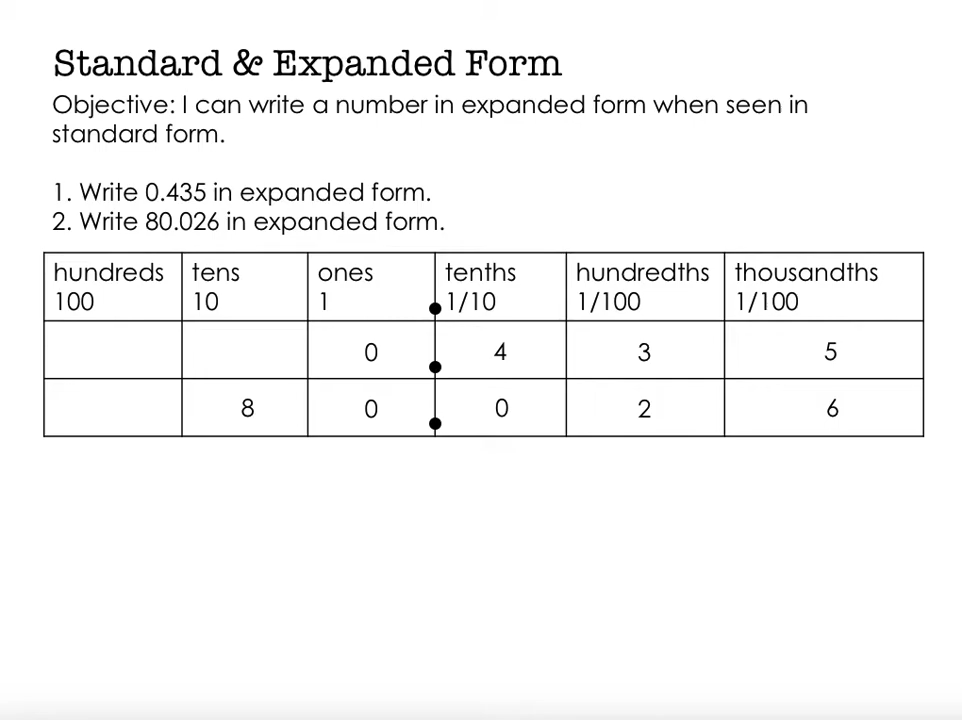 Standard & Expanded Form
Objective: I can write a number in expanded form when seen in
standard form.
1. Write 0.435 in expanded form.
2. Write 80.026 in expanded form.
hundreds tens ones tenths hundredths thousandths
100 10 1 1/10 1/100 1/100
0 4 3 5
8 0 0 2 6